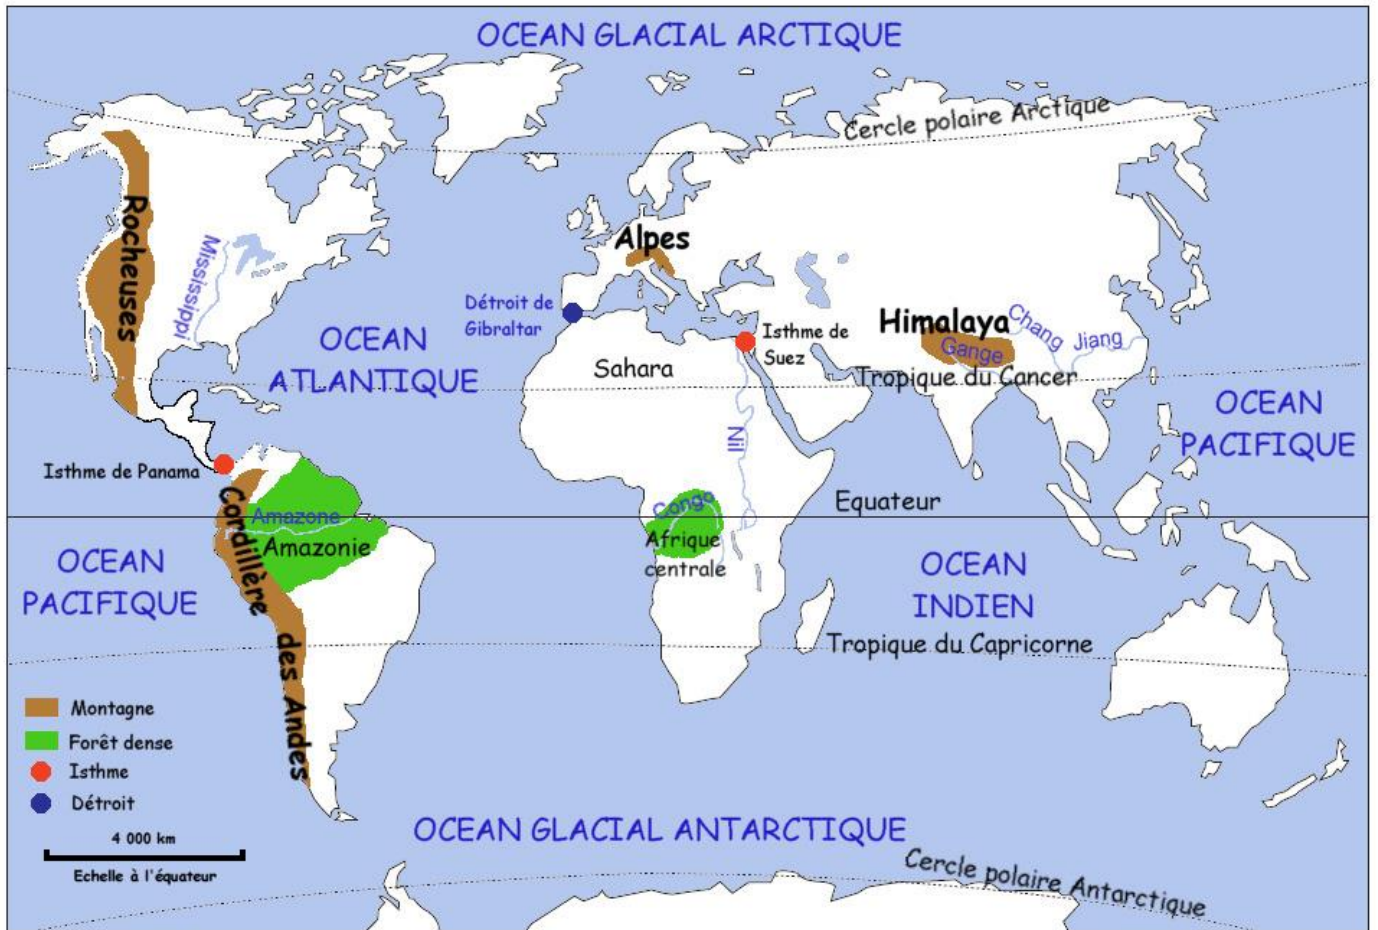 OCEAN GLACIAL ARCTIQUE
Cercle polaire Arctique
Rocheuses
Mississippi
Alpes
Détroit de
Gibraltar
OCEAN
ATLANTIQUE
Isthme de
Suez
Sahara
Himalaya
Gange
Chang Jiang
Tropique du Cancer
OCEAN
PACIFIQUE
Nil
Isthme de Panama
Cordillère des Andes
Amazone
Amazonie
Congo
Afrique
centrale
Equateur
OCEAN
PACIFIQUE
OCEAN
INDIEN
Tropique du Capricorne
Montagne
Forêt dense
Isthme
Détroit
4 000 km
Echelle à l'équateur
OCEAN GLACIAL ANTARCTIQUE
Cercle polaire Antarctique